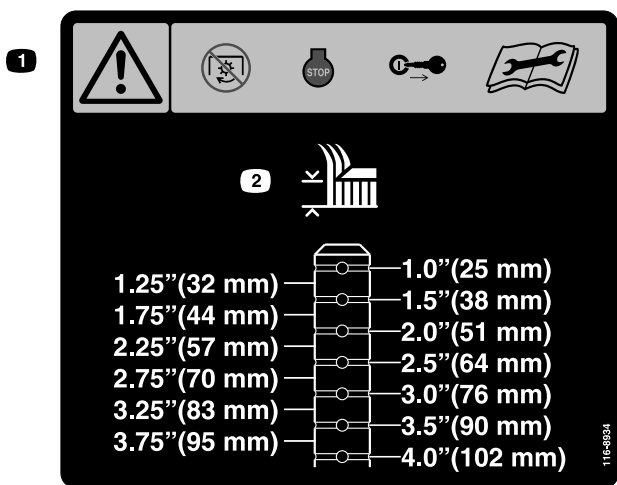 1
STOP
2
1.0”(25 mm)
1.25”(32 mm)
1.5”(38 mm)
1.75”(44 mm)
2.0”(51 mm)
2.25”(57 mm)
2.5”(64 mm)
2.75”(70 mm)
3.0”(76 mm)
3.25”(83 mm)
3.5”(90 mm)
3.75”(95 mm)
4.0”(102 mm)
116-8934